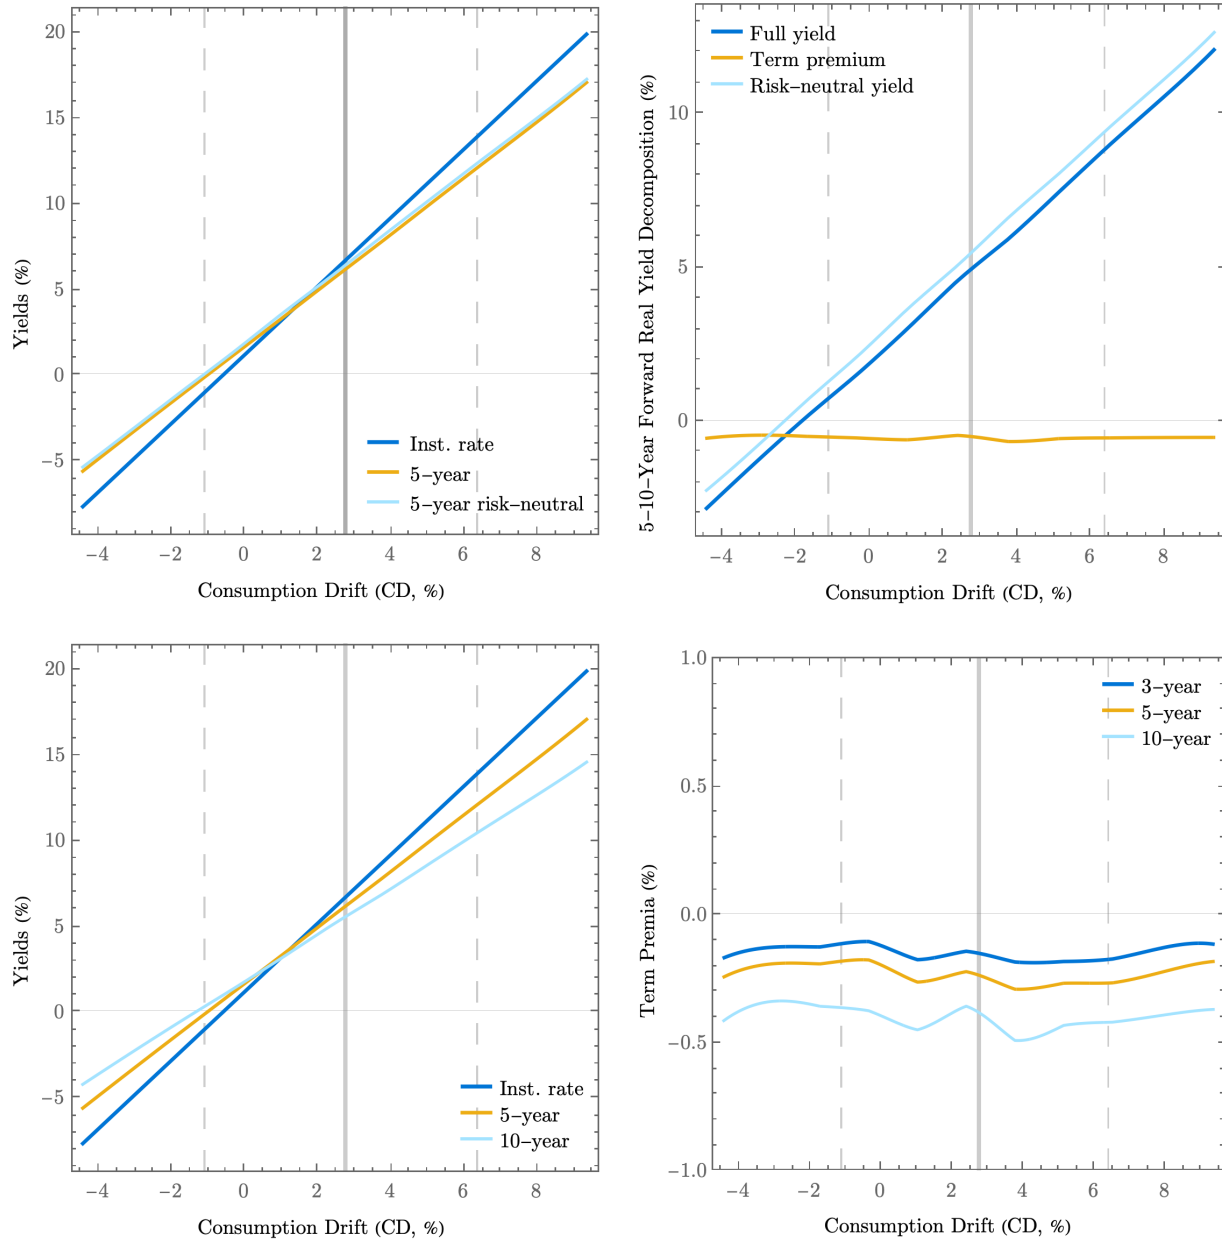 20
15
10
5
0
−5
Yields (%)
Inst. rate
5−year
5−year risk−neutral
−4 −2 0 2 4 6 8
Consumption Drift (CD, %)
Full yield
Term premium
Risk−neutral yield
10
5
0
5−10−Year Forward Real Yield Decomposition (%)
−4 −2 0 2 4 6 8
Consumption Drift (CD, %)
20
15
10
5
0
−5
Yields (%)
Inst. rate
5−year
10−year
−4 −2 0 2 4 6 8
Consumption Drift (CD, %)
1.0
0.5
0.0
−0.5
−1.0
Term Premia (%)
3−year
5−year
10−year
−4 −2 0 2 4 6 8
Consumption Drift (CD, %)